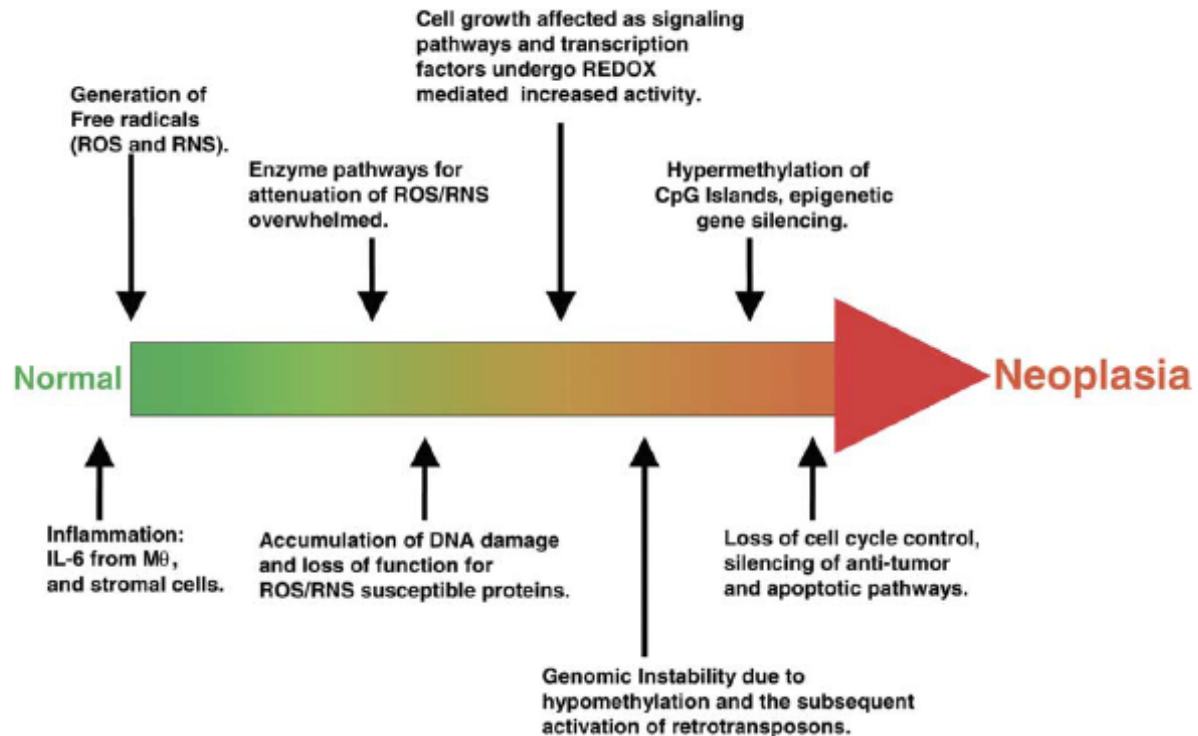 Cell growth affected as signaling
pathways and transcription
factors undergo REDOX
mediated increased activity.
Generation of
Free radicals
(ROS and RNS).
Enzyme pathways for
attenuation of ROS/RNS
overwhelmed.
Hypermethylation of
CpG Islands, epigenetic
gene silencing.
Normal
Neoplasia
Inflammation:
IL-6 from Mθ,
and stromal cells.
Accumulation of DNA damage
and loss of function for
ROS/RNS susceptible proteins.
Loss of cell cycle control,
silencing of anti-tumor
and apoptotic pathways.
Genomic Instability due to
hypomethylation and the subsequent
activation of retrotransposons.